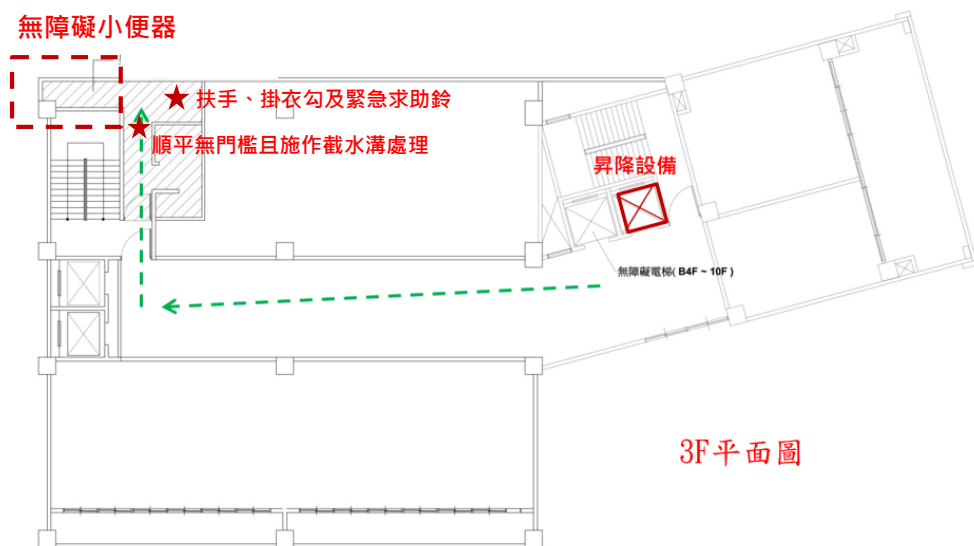 無障礙小便器
扶手、掛衣勾及緊急求助鈴
順平無門檻且施作截水溝處理
昇降設備
無障礙電梯( B4F ~ 10F )
3F平面圖